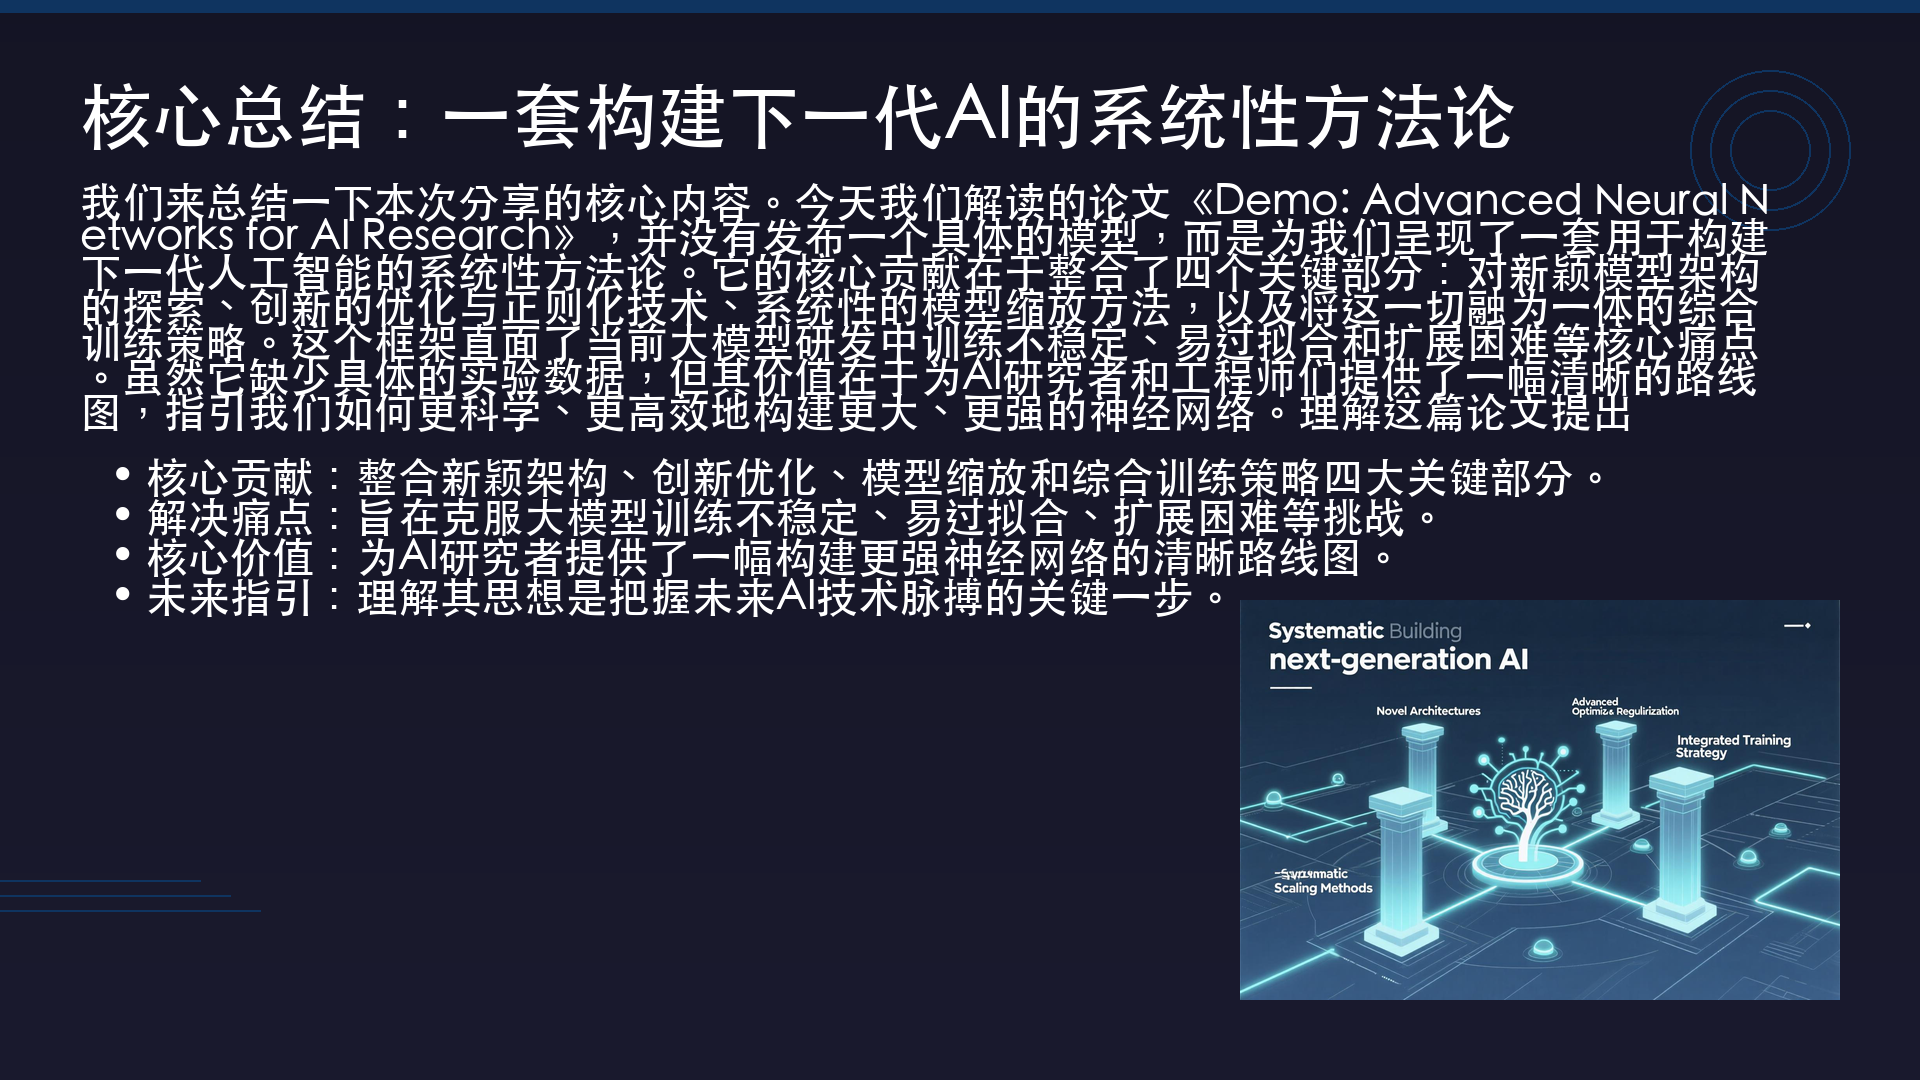 核心总结：一套构建下一代AI的系统性方法论
我们来总结一下本次分享的核心内容。今天我们解读的论文《Demo: Advanced Neural N
etworks for AI Research》，并没有发布一个具体的模型，而是为我们呈现了一套用于构建
下一代人工智能的系统性方法论。它的核心贡献在于整合了四个关键部分：对新颖模型架构
的探索、创新的优化与正则化技术、系统性的模型缩放方法，以及将这一切融为一体的综合
训练策略。这个框架直面了当前大模型研发中训练不稳定、易过拟合和扩展困难等核心痛点
。虽然它缺少具体的实验数据，但其价值在于为AI研究者和工程师们提供了一幅清晰的路线
图，指引我们如何更科学、更高效地构建更大、更强的神经网络。理解这篇论文提出
• 核心贡献：整合新颖架构、创新优化、模型缩放和综合训练策略四大关键部分。
• 解决痛点：旨在克服大模型训练不稳定、易过拟合、扩展困难等挑战。
• 核心价值：为AI研究者提供了一幅构建更强神经网络的清晰路线图。
• 未来指引：理解其思想是把握未来AI技术脉搏的关键一步。
Systematic Building
next-generation AI
Novel Architectures
Advanced
& Regulirization
Integrated Training
Strategy
Scaling Methods